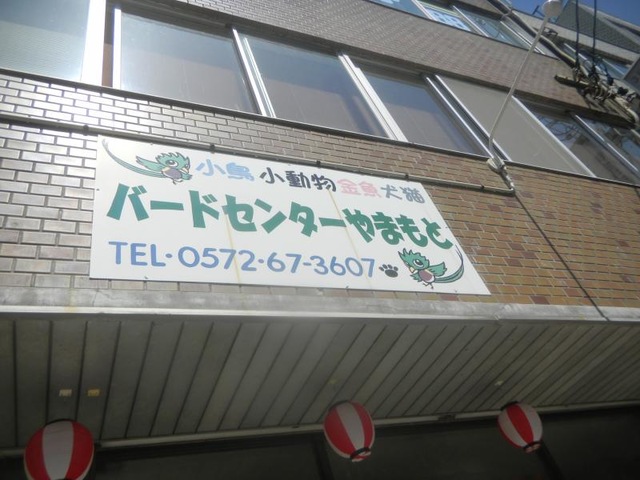 小鳥 小動物 金魚 犬猫
バードセンターやまもと
TEL・0572・67-3607